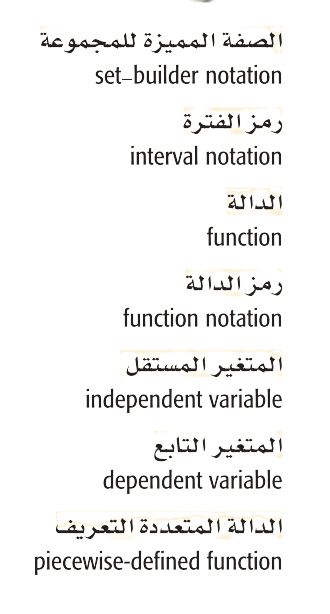 الصفة المميزة للمجموعة
set–builder notation
رمز الفترة
interval notation
الدالة
function
رمز الدالة
function notation
المتغير المستقل
independent variable
المتغير التابع
dependent variable
الدالة المتعددة التعريف
piecewise-defined function